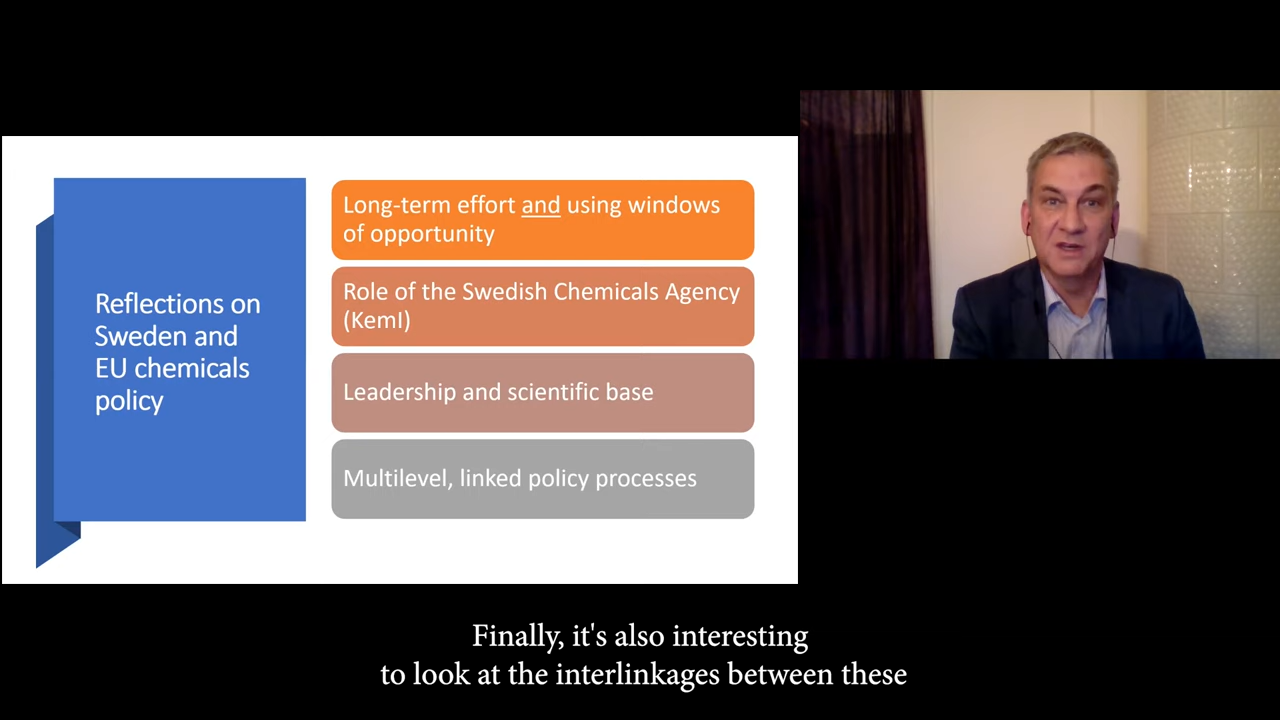 Reflections on
Sweden and
EU chemicals
policy
Long-term effort and using windows
of opportunity
Role of the Swedish Chemicals Agency
(KemI)
Leadership and scientific base
Multilevel, linked policy processes
Finally, it's also interesting
to look at the interlinkages between these